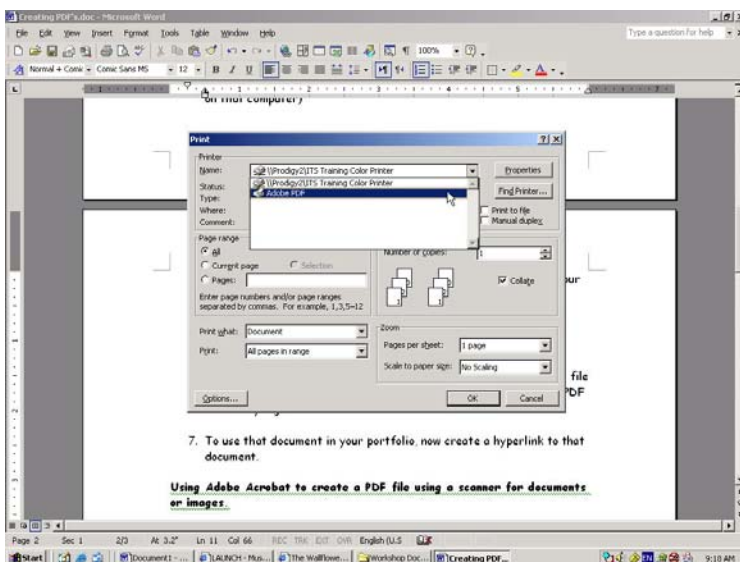 Creating PDF's.doc - Microsoft Word
File Edit View Insert Format Tools Table Window Help
Type a question for help
100%
Normal + Comic
Comic Sans MS
12
B I U
on that computer)
Print
Printer
Name: \\Prodigy2\ITS Training Color Printer
Properties
\\Prodigy2\ITS Training Color Printer
Adobe PDF
Status:
Type:
Where:
Comment:
Find Printer...
Print to file
Manual duplex
Page range
All
Current page
Selection
Pages:
Enter page numbers and/or page ranges
separated by commas. For example, 1,3,5-12
Number of copies: 1
Collate
Print what: Document
Print: All pages in range
Zoom
Pages per sheet: 1 page
Scale to paper size: No Scaling
Options...
OK
Cancel
file
PDF
7. To use that document in your portfolio, now create a hyperlink to that
document.
Using Adobe Acrobat to create a PDF file using a scanner for documents
or images.
Page 2 Sec 1 2/3 At 3.2" Ln 11 Col 66 REC TRK EXT OVR English (U.S
Start
Document1 - ...
LAUNCH - Mus...
The Wallflowe...
Workshop Doc...
Creating PDF...
9:10 AM